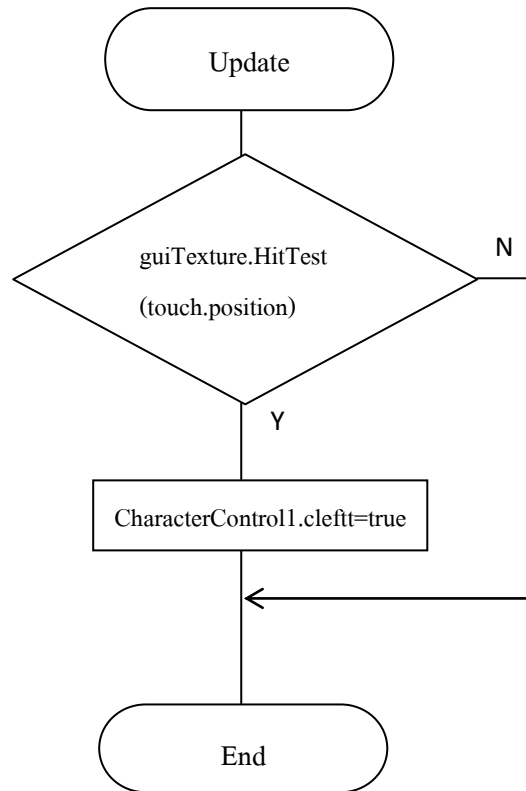 Update
guiTexture.HitTest
(touch.position)
N
Y
CharacterControl1.cleftt=true
End